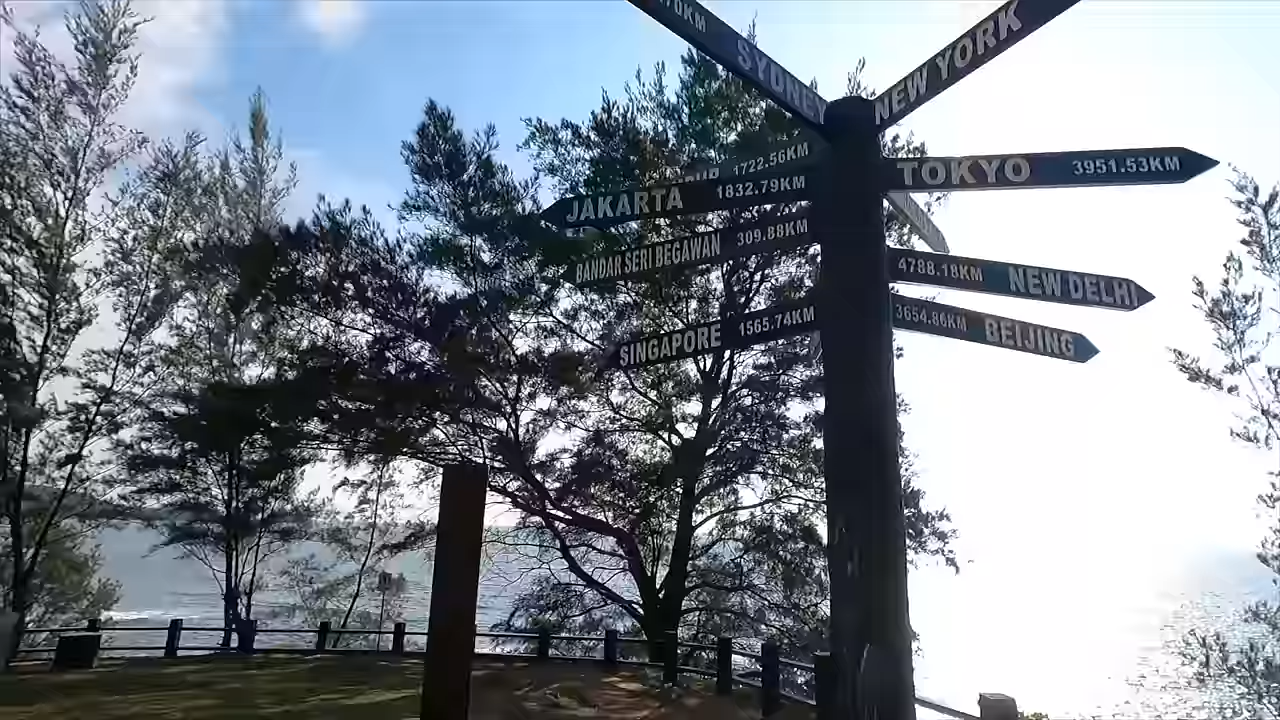 SYDNEY
NEW YORK
TOKYO 3951.53KM
1722.56KM
JAKARTA 1832.79KM
BANDAR SERI BEGAWAN 309.88KM
4788.18KM NEW DELHI
SINGAPORE 1565.74KM
3654.86KM BEIJING